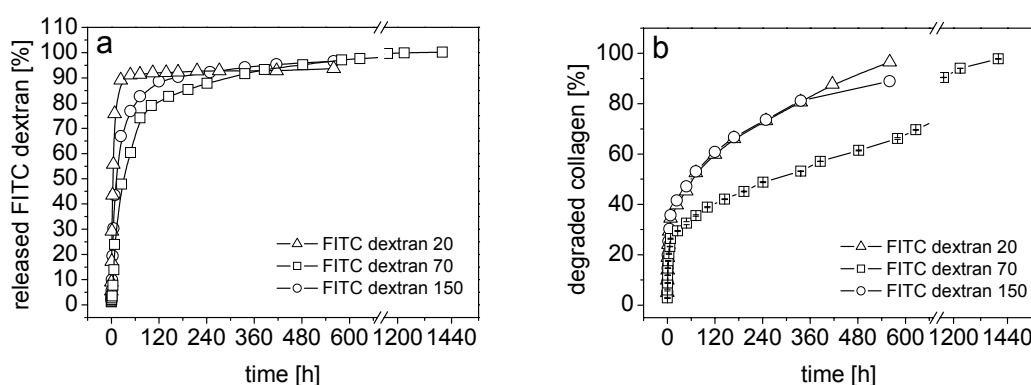 a
released FITC dextran [%]
100
90
80
70
60
50
40
30
20
10
0
FITC dextran 20
FITC dextran 70
FITC dextran 150
0 120 240 360 480 600 1200 1440
time [h]
b
degraded collagen [%]
100
80
60
40
20
0
FITC dextran 20
FITC dextran 70
FITC dextran 150
0 120 240 360 480 600 1200 1440
time [h]